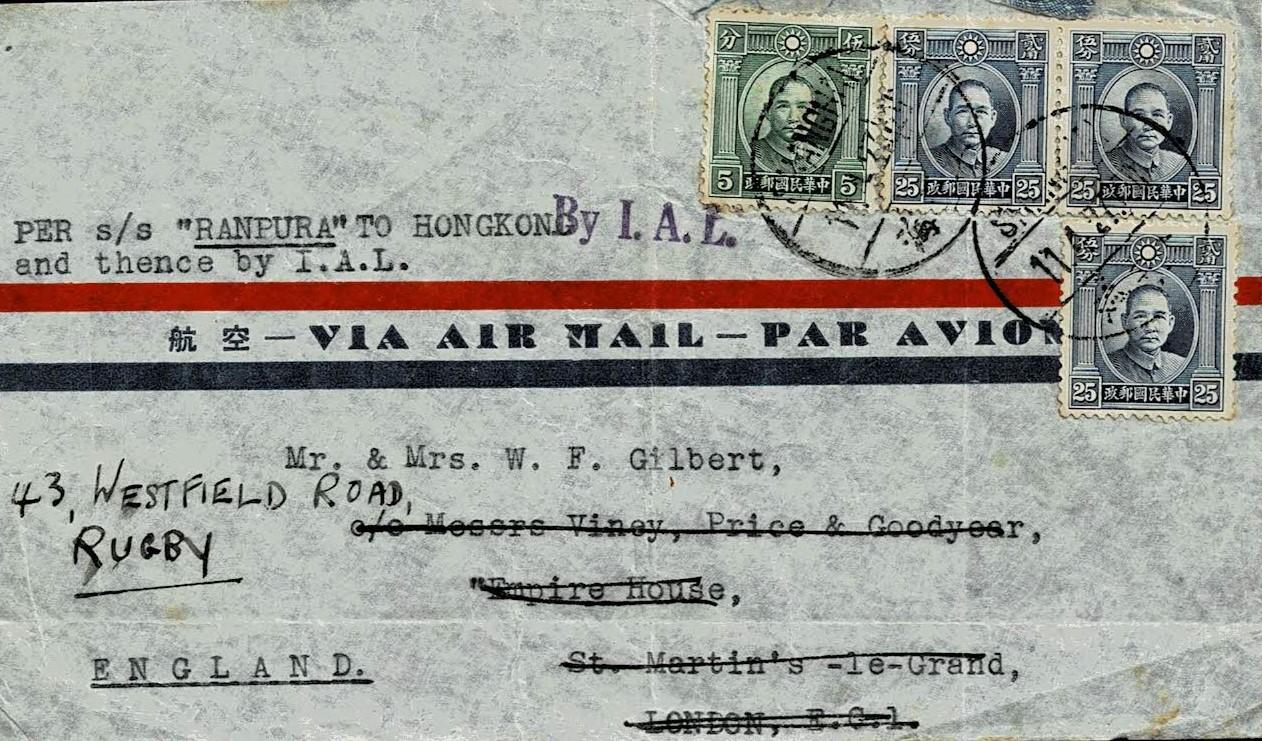 分 伍
伍分 貳角
伍分 貳角
5 政郵國民華中 5
25 政郵國民華中 25
25 政郵國民華中 25
PER s/s "RANPURA" TO HONGKONG
By I.A.L.
and thence by I.A.L.
伍分 貳角
11
航空—VIA AIR MAIL—PAR AVION
25 政郵國民華中 25
Mr. & Mrs. W. F. Gilbert,
43, WESTFIELD ROAD,
c/o Messrs Viney, Price & Goodyear,
RUGBY
"Empire House,
ENGLAND.
St. Martin's -le-Grand,
LONDON, E.C.1.